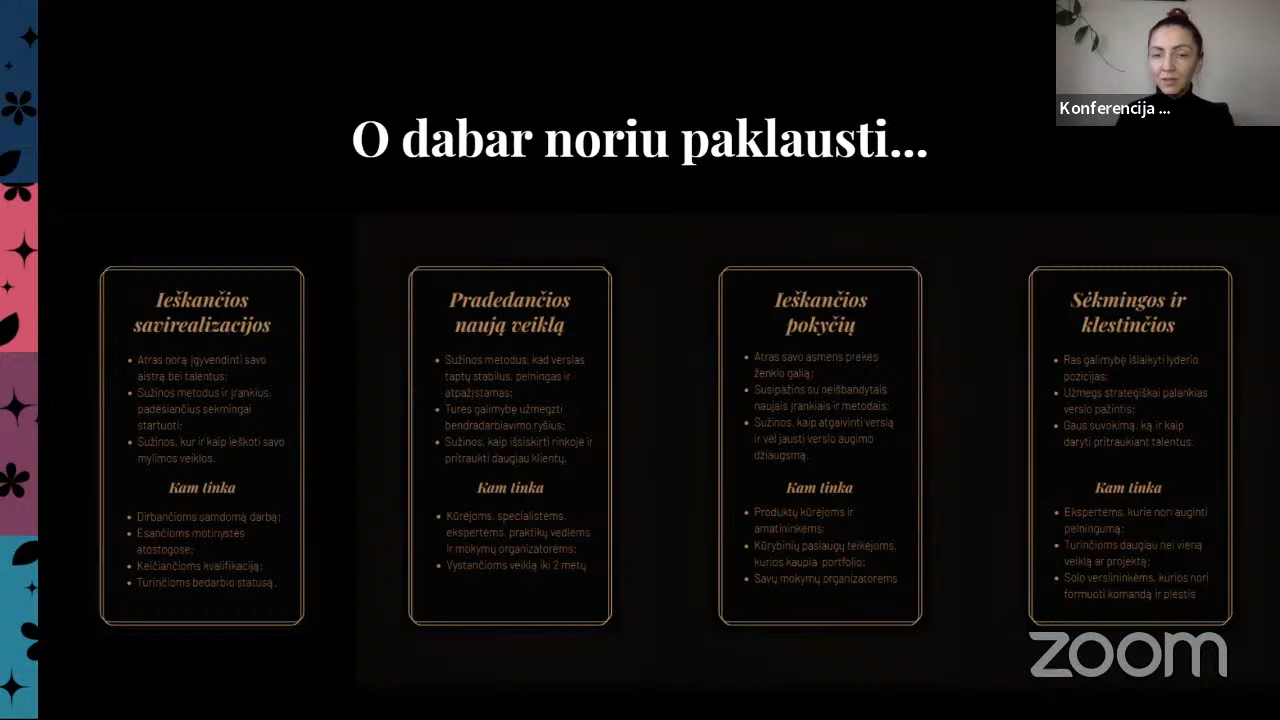 Konferencija ...
O dabar noriu paklausti...
Ieškančios
savirealizacijos
• Atras norą įgyvendinti savo
aistrą bei talentus;
• Sužinos metodus ir įrankius,
padėsiančius sėkmingai
startuoti;
• Sužinos, kur ir kaip ieškoti savo
mylimos veiklos.
Kam tinka
• Dirbančioms samdomą darbą;
• Esančioms motinystės
atostogose;
• Keičiančioms kvalifikaciją;
• Turinčioms bedarbio statusą.
Pradedančios
naują veiklą
• Sužinos metodus, kad verslas
taptų stabilus, pelningas ir
atpažįstamas;
• Turės galimybę užmegzti
bendradarbiavimo ryšius;
• Sužinos, kaip išsiskirti rinkoje ir
pritraukti daugiau klientų.
Kam tinka
• Kūrėjoms, specialistėms,
ekspertėms, praktikų vedėms
ir mokymų organizatorėms;
• Vystančioms veiklą iki 2 metų
Ieškančios
pokyčių
• Atras savo asmens prekės
ženklo galią;
• Susipažins su neišbandytais
naujais įrankiais ir metodais;
• Sužinos, kaip atgaivinti verslą
ir vėl jausti verslo augimo
džiaugsmą.
Kam tinka
• Produktų kūrėjoms ir
amatininkėms;
• Kūrybinių paslaugų teikėjoms,
kurios kaupia portfolio;
• Savų mokymų organizatorėms
Sėkmingos ir
klestinčios
• Ras galimybę išlaikyti lyderio
pozicijas;
• Užmegs strategiškai palankias
verslo pažintis;
• Gaus suvokimą, ką ir kaip
daryti pritraukiant talentus.
Kam tinka
• Ekspertėms, kurie nori auginti
pelningumą;
• Turinčioms daugiau nei vieną
veiklą ar projektą;
• Solo verslininkėms, kurios nori
formuoti komandą ir plėstis
zoom